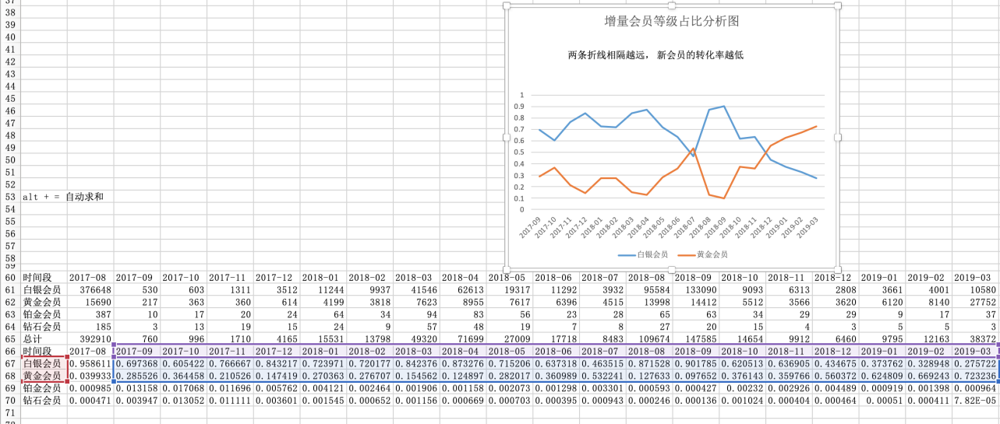 37
38
39
40
41
42
43
44
45
46
47
48
49
50
51
52
53 alt + = 自动求和
54
55
56
57
58
59
增量会员等级占比分析图
两条折线相隔越远， 新会员的转化率越低
1
0.9
0.8
0.7
0.6
0.5
0.4
0.3
0.2
0.1
0
2017-09 2017-10 2017-11 2017-12 2018-01 2018-02 2018-03 2018-04 2018-05 2018-06 2018-07 2018-08 2018-09 2018-10 2018-11 2018-12 2019-01 2019-02 2019-03
白银会员 黄金会员
60 时间段 2017-08 2017-09 2017-10 2017-11 2017-12 2018-01 2018-02 2018-03 2018-04 2018-05 2018-06 2018-07 2018-08 2018-09 2018-10 2018-11 2018-12 2019-01 2019-02 2019-03
61 白银会员 376648 530 603 1311 3512 11244 9937 41546 62613 19317 11292 3932 95584 133090 9093 6313 2808 3661 4001 10580
62 黄金会员 15690 217 363 360 614 4199 3818 7623 8955 7617 6396 4515 13998 14412 5512 3566 3620 6120 8140 27752
63 铂金会员 387 10 17 20 24 64 34 94 83 56 23 28 65 63 34 29 29 9 17 37
64 钻石会员 185 3 13 19 15 24 9 57 48 19 7 8 27 20 15 4 3 5 5 3
65 总计 392910 760 996 1710 4165 15531 13798 49320 71699 27009 17718 8483 109674 147585 14654 9912 6460 9795 12163 38372
66 时间段 2017-08 2017-09 2017-10 2017-11 2017-12 2018-01 2018-02 2018-03 2018-04 2018-05 2018-06 2018-07 2018-08 2018-09 2018-10 2018-11 2018-12 2019-01 2019-02 2019-03
67 白银会员 0.958611 0.697368 0.605422 0.766667 0.843217 0.723971 0.720177 0.842376 0.873276 0.715206 0.637318 0.463515 0.871528 0.901785 0.620513 0.636905 0.434675 0.373762 0.328948 0.275722
68 黄金会员 0.039933 0.285526 0.364458 0.210526 0.147419 0.270363 0.276707 0.154562 0.124897 0.282017 0.360989 0.532241 0.127633 0.097652 0.376143 0.359766 0.560372 0.624809 0.669243 0.723236
69 铂金会员 0.000985 0.013158 0.017068 0.011696 0.005762 0.004121 0.002464 0.001906 0.001158 0.002073 0.001298 0.003301 0.000593 0.000427 0.00232 0.002926 0.004489 0.000919 0.001398 0.000964
70 钻石会员 0.000471 0.003947 0.013052 0.011111 0.003601 0.001545 0.000652 0.001156 0.000669 0.000703 0.000395 0.000943 0.000246 0.000136 0.001024 0.000404 0.000464 0.00051 0.000411 7.82E-05
71